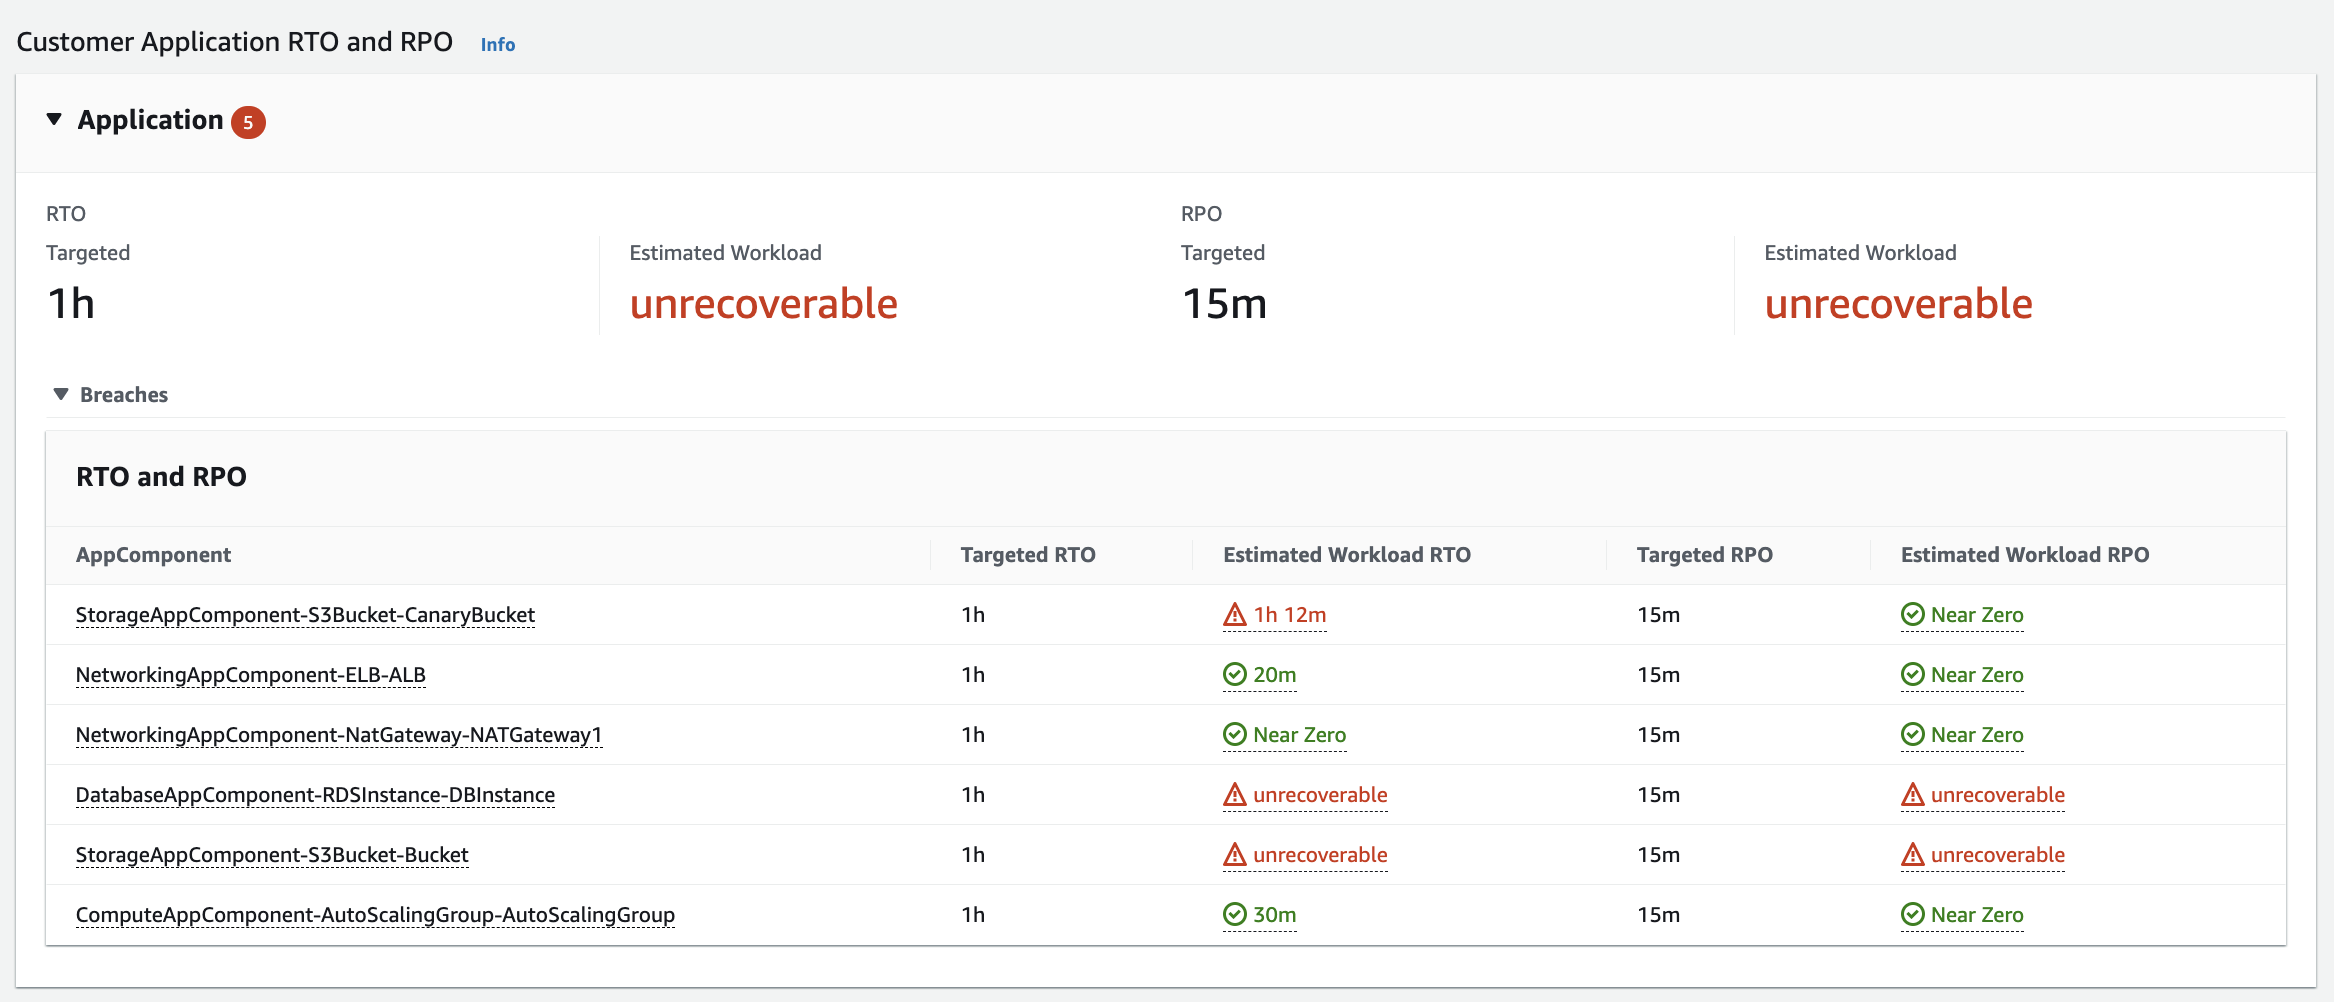 Customer Application RTO and RPO Info
Application 5
RTO
RPO
Targeted
Estimated Workload
Targeted
Estimated Workload
1h
unrecoverable
15m
unrecoverable
Breaches
RTO and RPO
AppComponent Targeted RTO Estimated Workload RTO Targeted RPO Estimated Workload RPO
StorageAppComponent-S3Bucket-CanaryBucket 1h 1h 12m 15m Near Zero
NetworkingAppComponent-ELB-ALB 1h 20m 15m Near Zero
NetworkingAppComponent-NatGateway-NATGateway1 1h Near Zero 15m Near Zero
DatabaseAppComponent-RDSInstance-DBInstance 1h unrecoverable 15m unrecoverable
StorageAppComponent-S3Bucket-Bucket 1h unrecoverable 15m unrecoverable
ComputeAppComponent-AutoScalingGroup-AutoScalingGroup 1h 30m 15m Near Zero